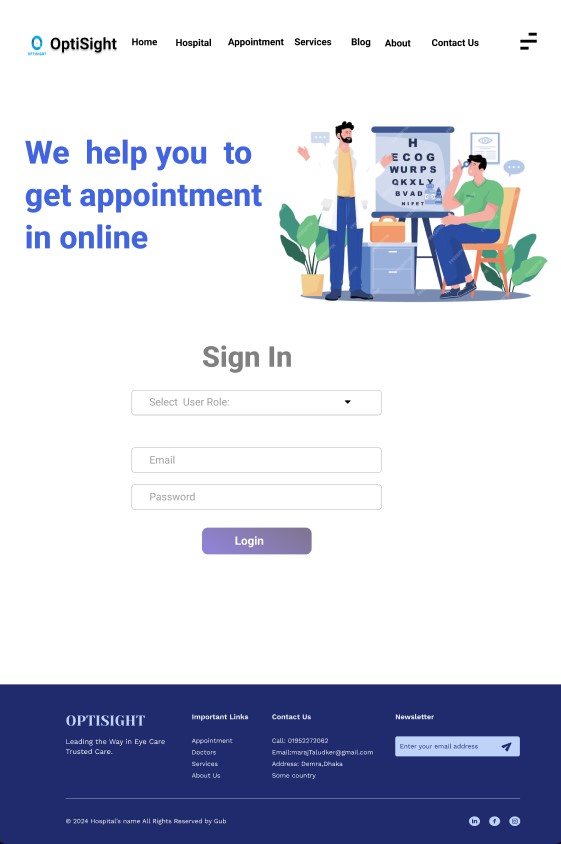 OPTISIGHT
OptiSight
Home Hospital Appointment Services Blog About Contact Us
We help you to
get appointment
in online
H
E C O G
W U R P S
Q K X L
B V A D
N I F E T
Sign In
Select User Role:
Email
Password
Login
OPTISIGHT
Leading the Way in Eye Care
Trusted Care.
Important Links
Appointment
Doctors
Services
About Us
Contact Us
Call: 01952272062
Email:marajTaludker@gmail.com
Address: Demra,Dhaka
Some country
Newsletter
Enter your email address
© 2024 Hospital's name All Rights Reserved by Gub